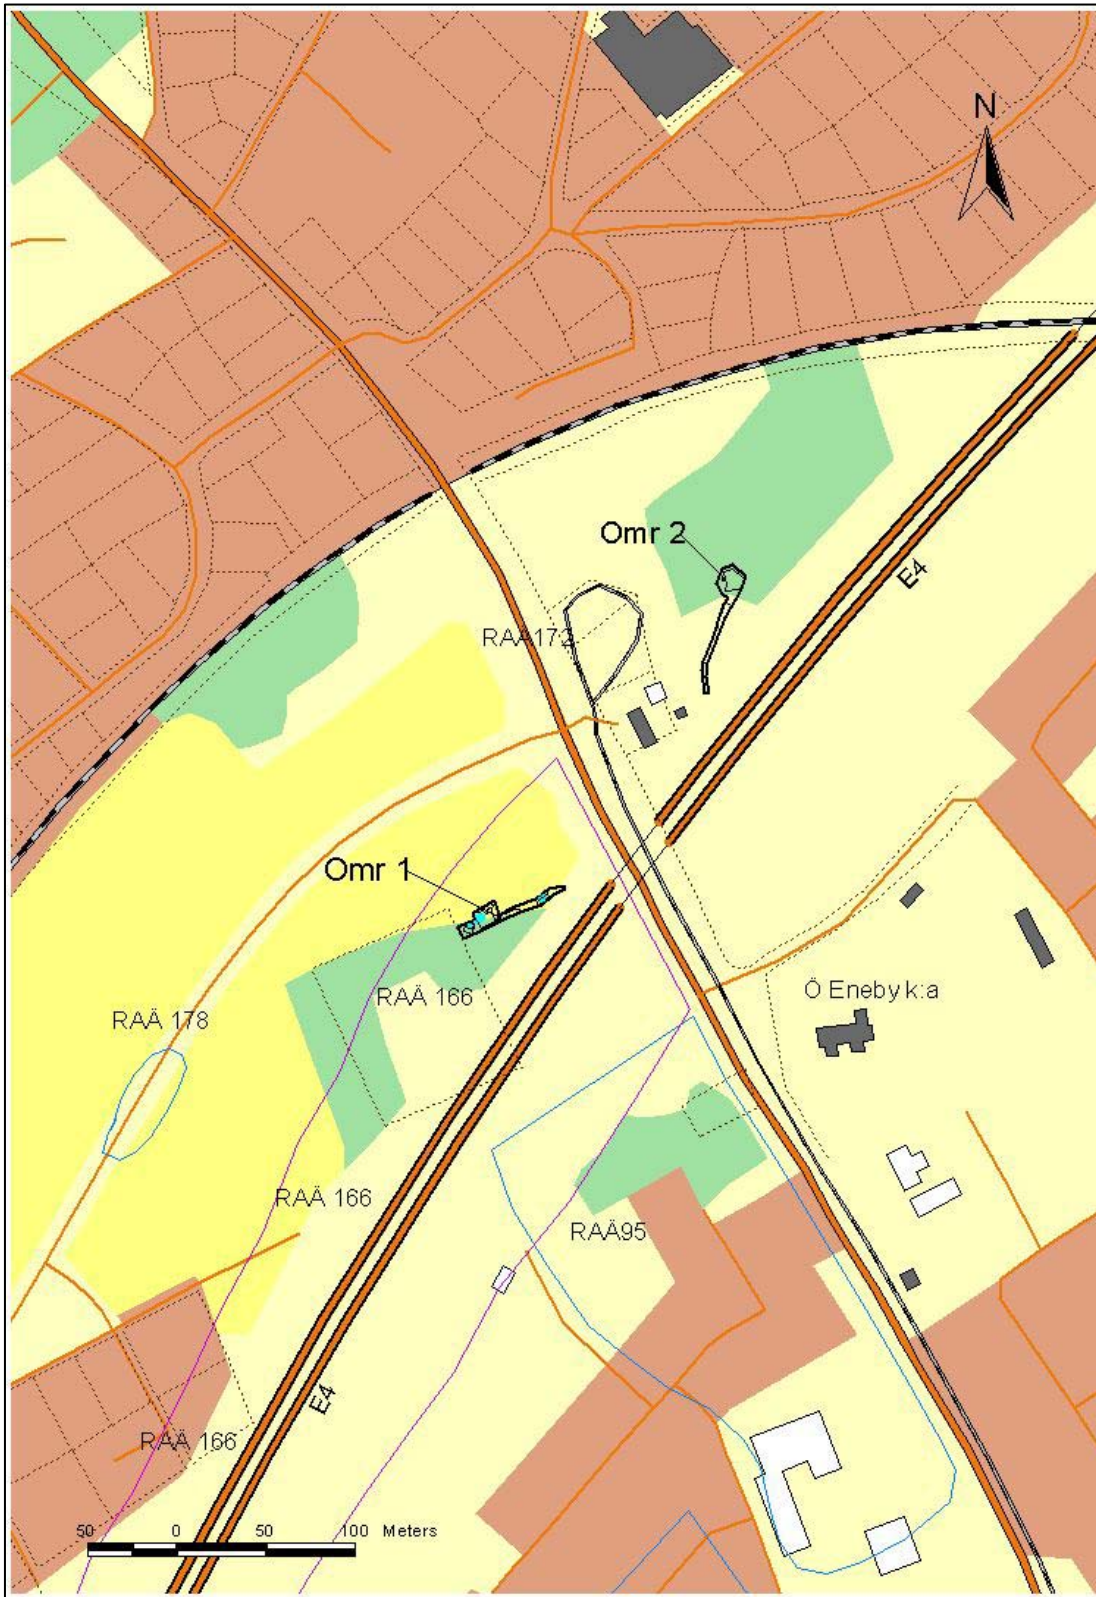 N
Omr 2
E4
RAÄ172
Omr 1
Ö Eneby k:a
RAÄ 166
RAÄ 178
RAÄ 166
RAÄ95
E4
RAÄ 166
50 0 50 100 Meters